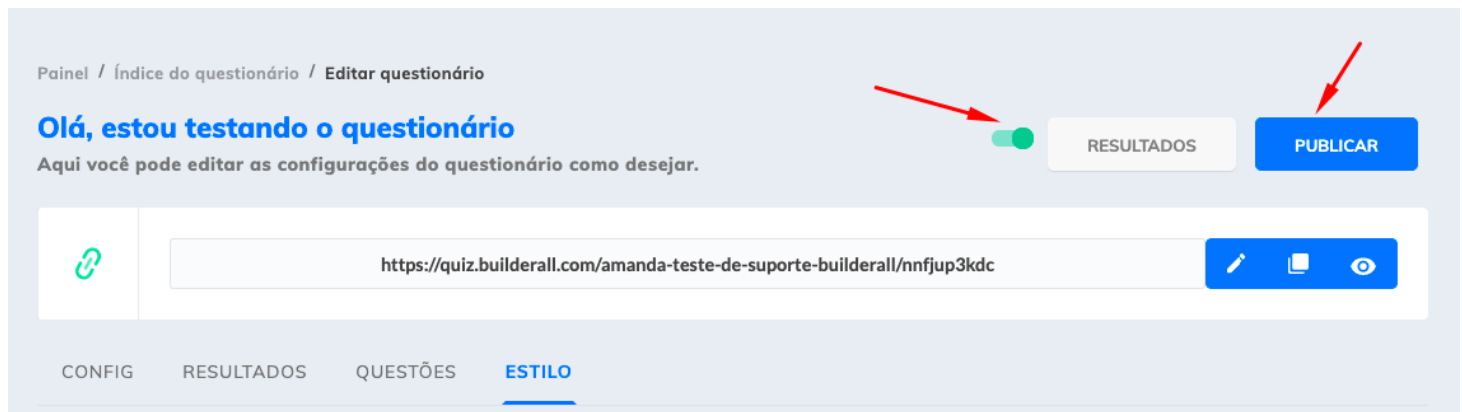 Painel / Índice do questionário / Editar questionário
Olá, estou testando o questionário
Aqui você pode editar as configurações do questionário como desejar.
RESULTADOS PUBLICAR
https://quiz.builderall.com/amanda-teste-de-suporte-builderall/nnfjup3kdc
CONFIG RESULTADOS QUESTÕES ESTILO